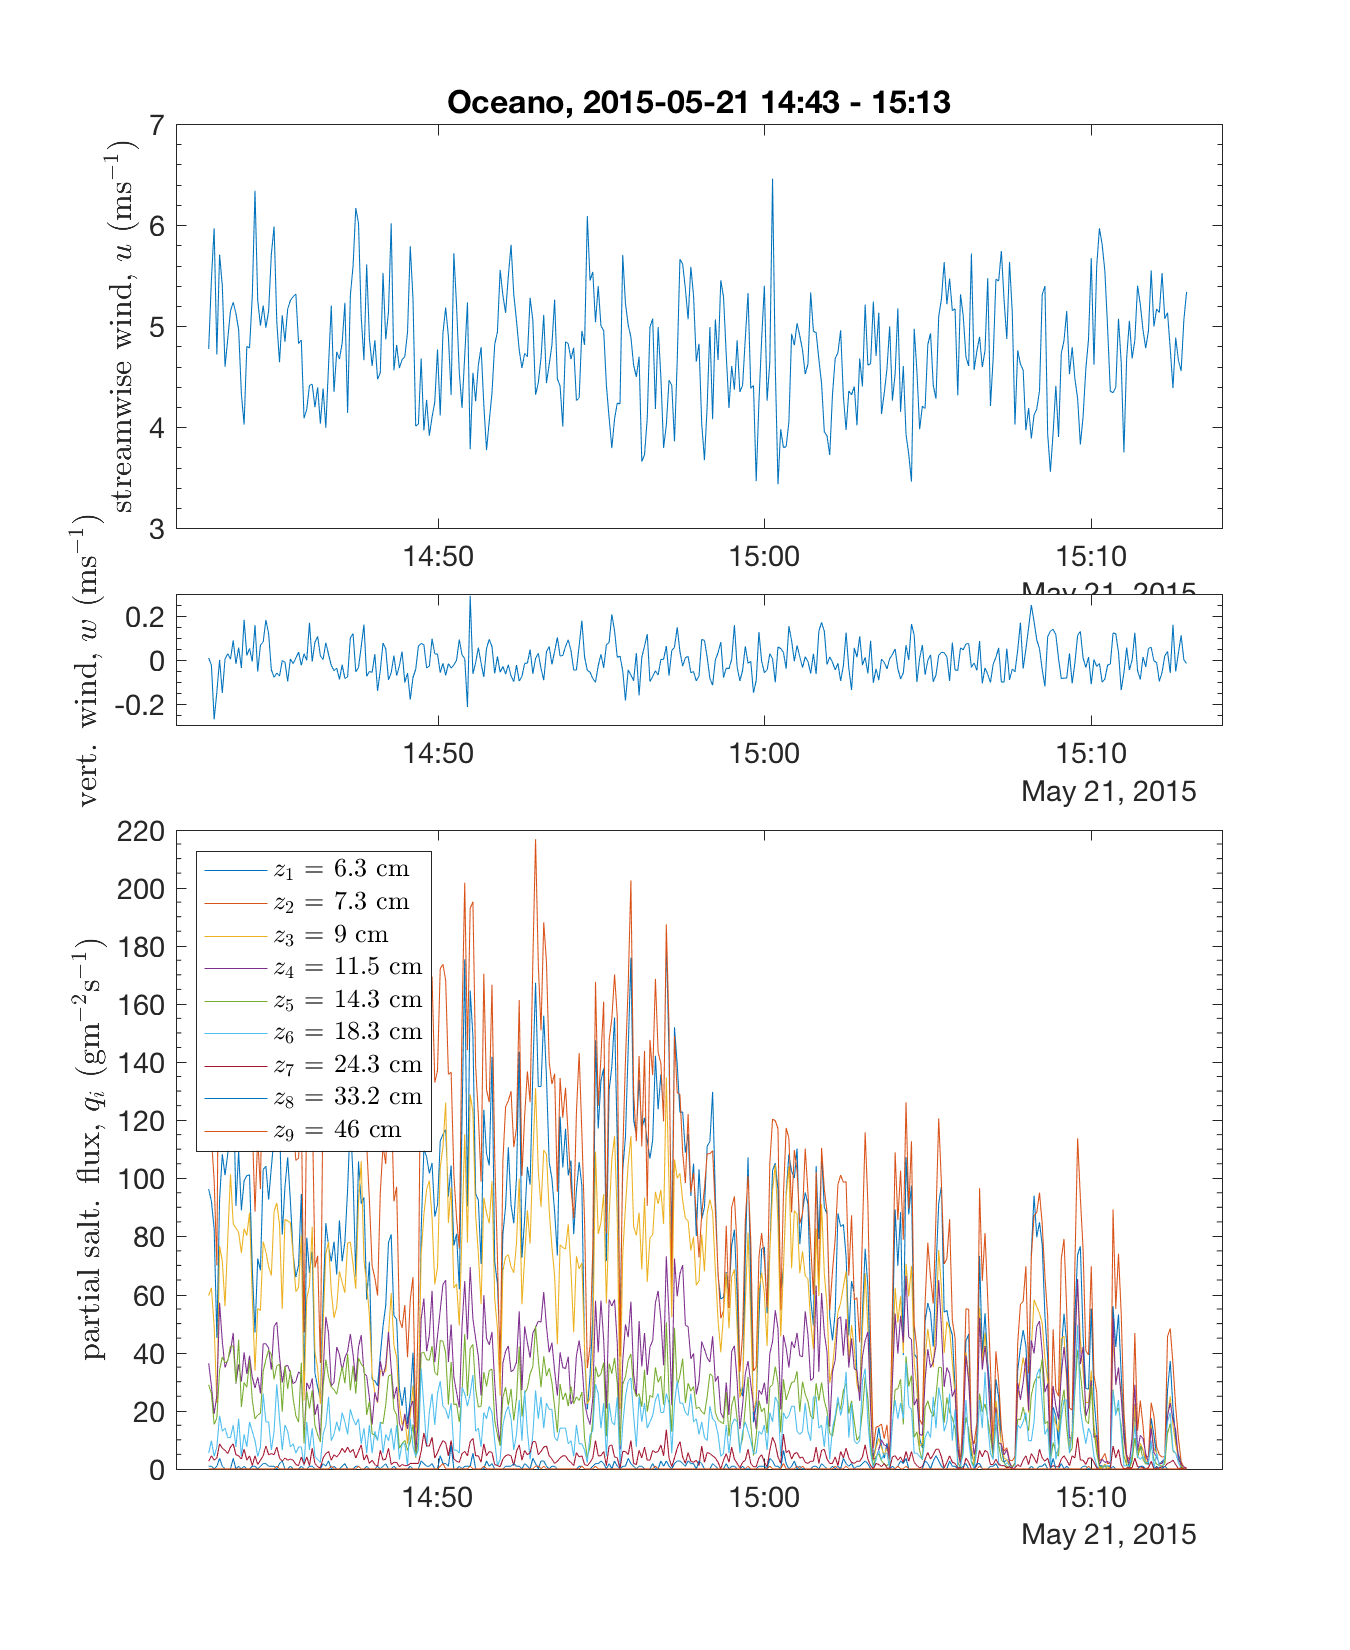 Oceano, 2015-05-21 14:43 - 15:13
streamwise wind, u (ms⁻¹)
7
6
5
4
3
14:50 15:00 15:10
May 21, 2015
vert. wind, w (ms⁻¹)
0.2
0
-0.2
14:50 15:00 15:10
May 21, 2015
partial salt. flux, qᵢ (gm⁻²s⁻¹)
220
200
180
160
140
120
100
80
60
40
20
0
z₁ = 6.3 cm
z₂ = 7.3 cm
z₃ = 9 cm
z₄ = 11.5 cm
z₅ = 14.3 cm
z₆ = 18.3 cm
z₇ = 24.3 cm
z₈ = 33.2 cm
z₉ = 46 cm
14:50 15:00 15:10
May 21, 2015